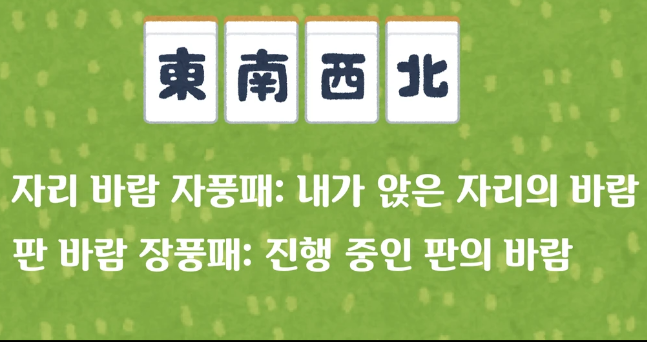 東 南 西 北
자리 바람 자풍패: 내가 앉은 자리의 바람
판 바람 장풍패: 진행 중인 판의 바람